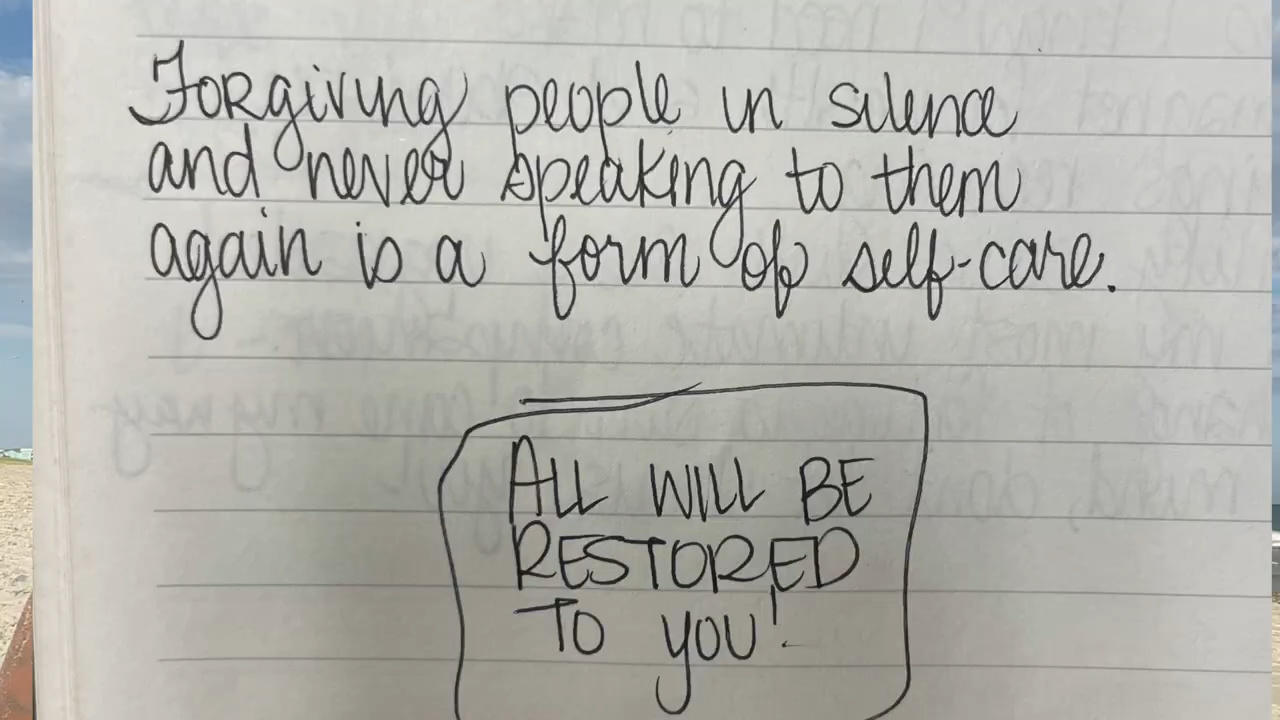 Forgiving people in silence
and never speaking to them
again is a form of self-care.
ALL WILL BE
RESTORED
TO YOU!